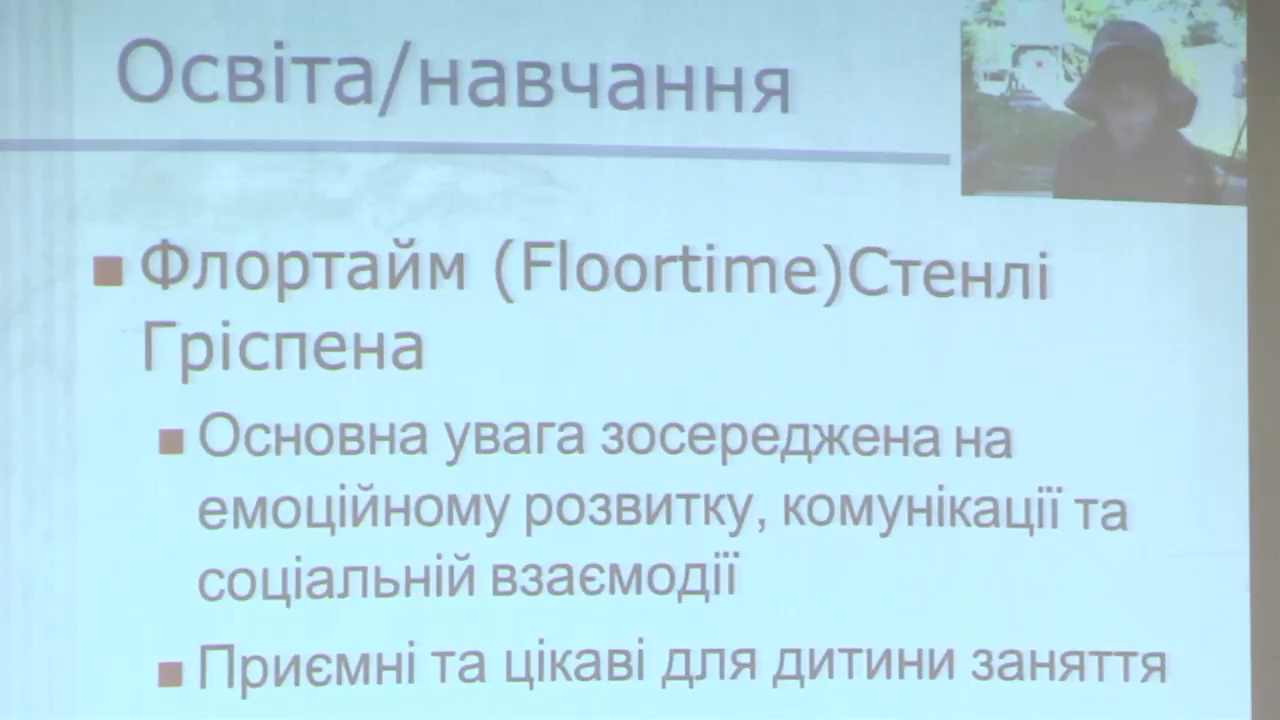 Освіта/навчання
Флортайм (Floortime)Стенлі
Гріспена
Основна увага зосереджена на
емоційному розвитку, комунікації та
соціальній взаємодії
Приємні та цікаві для дитини заняття